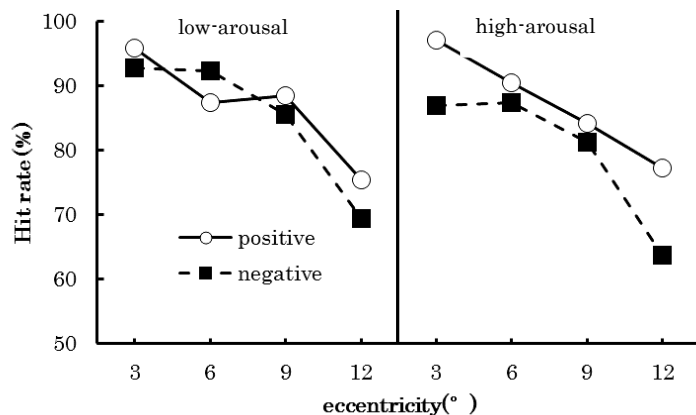 low-arousal
high-arousal
100
90
80
70
60
50
Hit rate (%)
positive
negative
3 6 9 12 3 6 9 12
eccentricity(°)